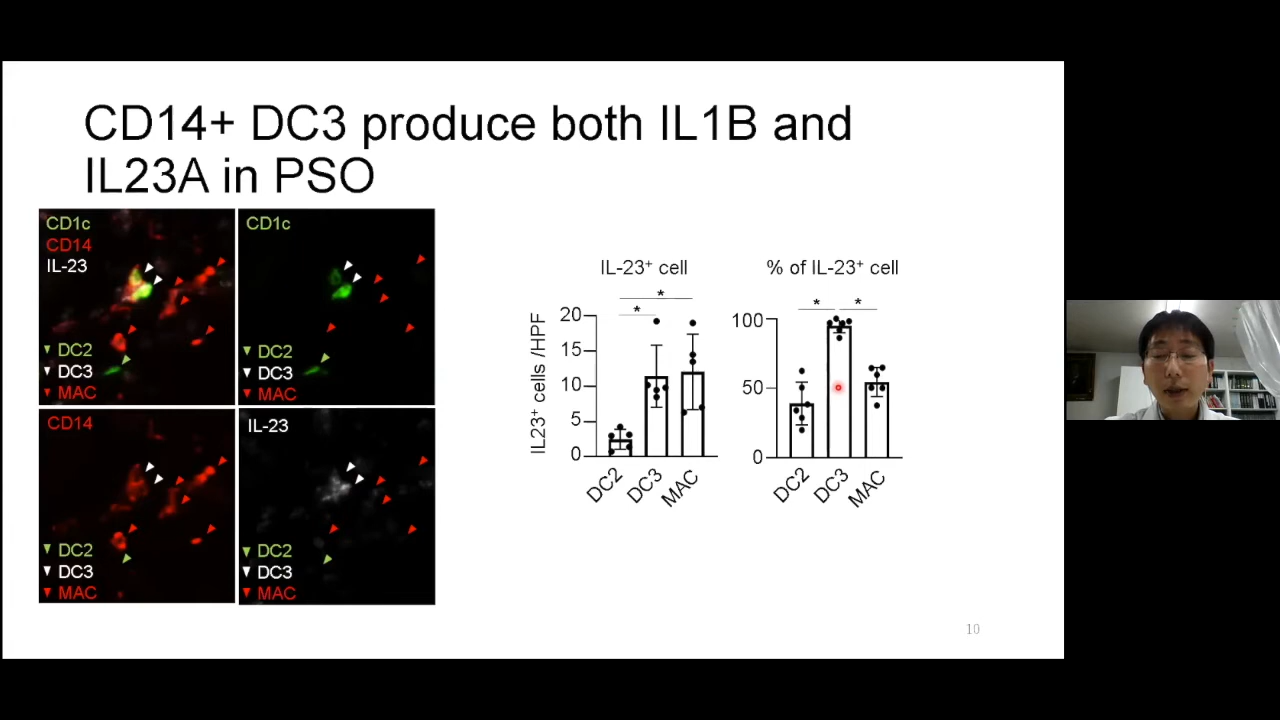 CD14+ DC3 produce both IL1B and
IL23A in PSO
CD1c
CD14
IL-23
DC2
DC3
MAC
CD1c
DC2
DC3
MAC
CD14
DC2
DC3
MAC
IL-23
DC2
DC3
MAC
IL-23⁺ cell
* 
*
IL23⁺ cells /HPF
20
15
10
5
0
DC2
DC3
MAC
% of IL-23⁺ cell
*
*
100
50
0
DC2
DC3
MAC
10